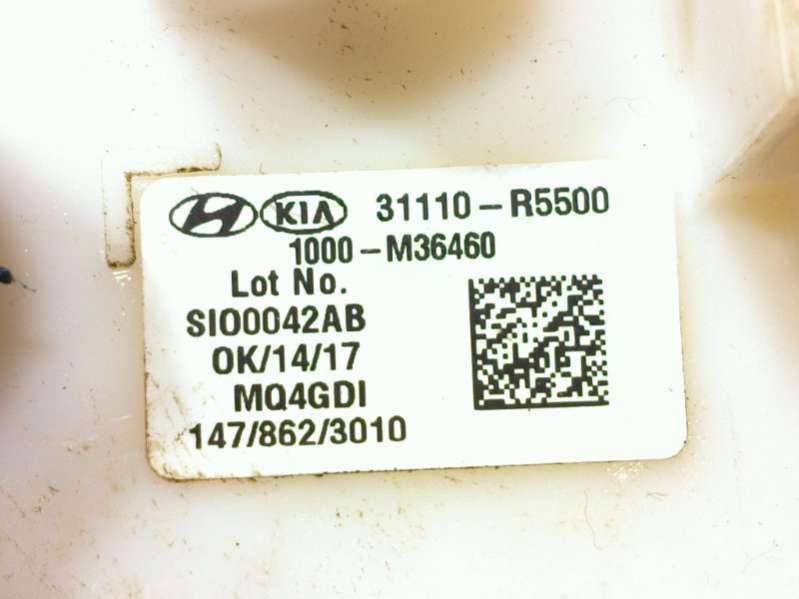 KIA 31110-R5500
1000-M36460
Lot No.
SIO0042AB
OK/14/17
MQ4GDI
147/862/3010